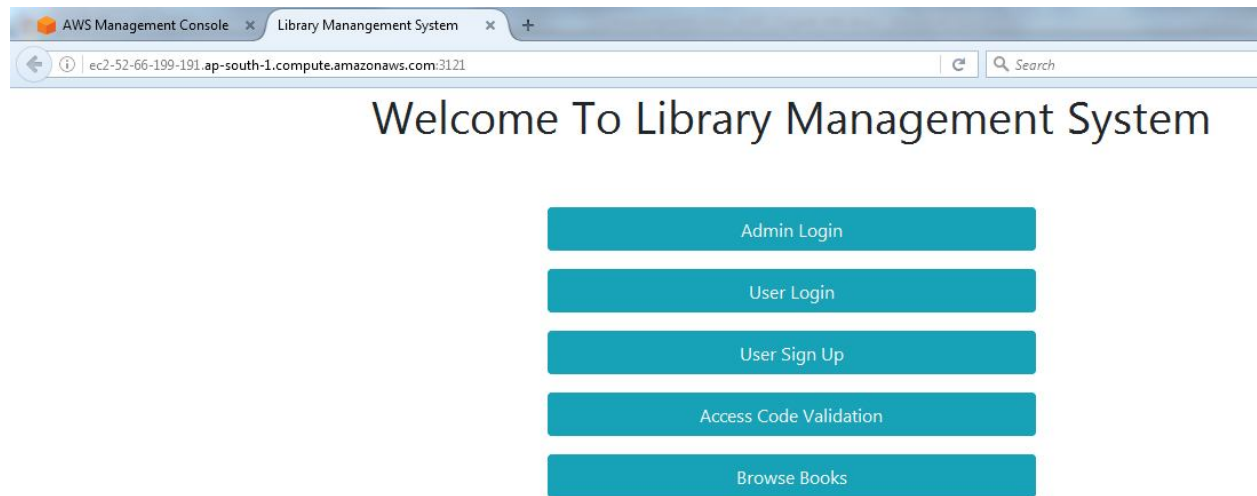 AWS Management Console
Library Manangement System
ec2-52-66-199-191.ap-south-1.compute.amazonaws.com:3121
Search
Welcome To Library Management System
Admin Login
User Login
User Sign Up
Access Code Validation
Browse Books